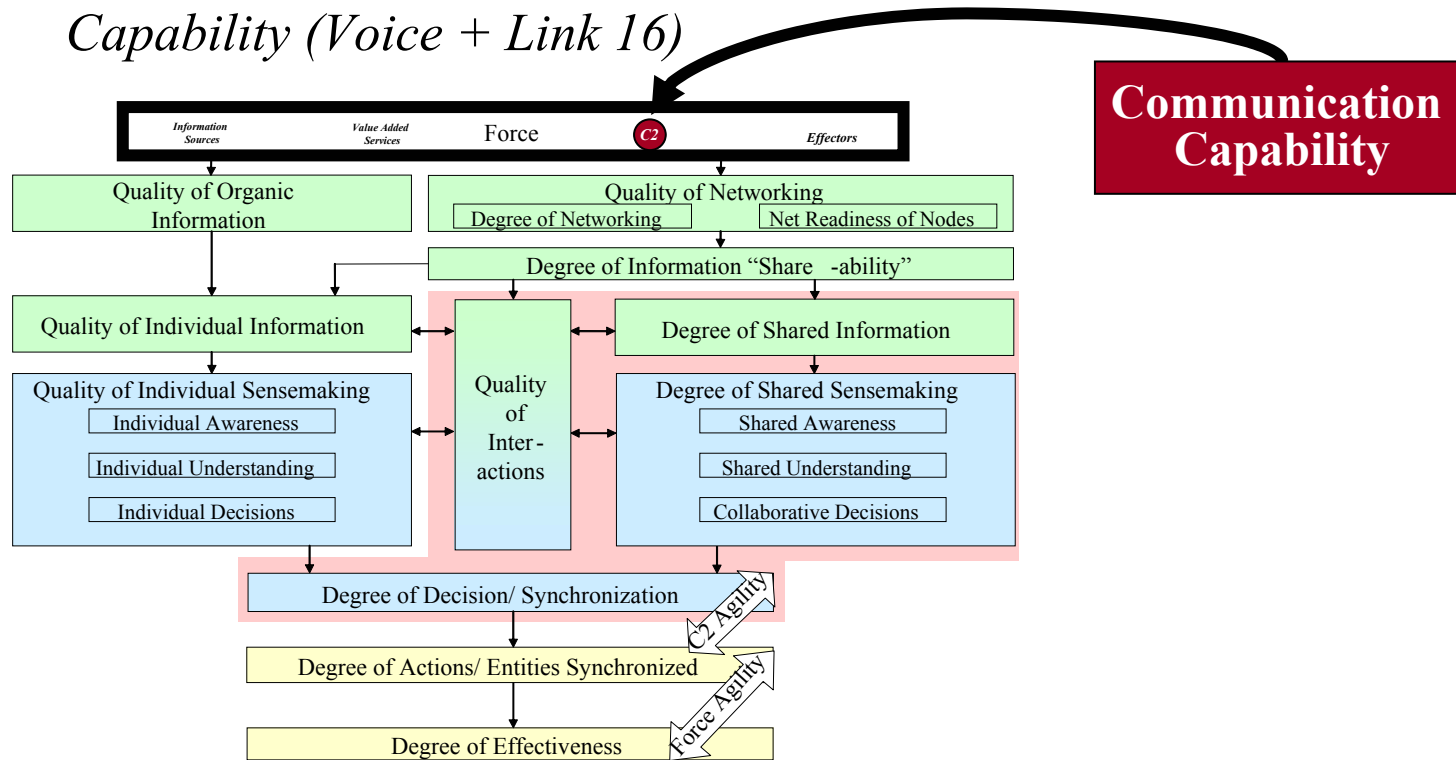 Capability (Voice + Link 16)
Communication
Capability
Information
Sources
Value Added
Services
Force
C2
Effectors
Quality of Organic
Information
Quality of Networking
Degree of Networking
Net Readiness of Nodes
Degree of Information “Share -ability”
Quality of Individual Information
Degree of Shared Information
Quality of Individual Sensemaking
Individual Awareness
Individual Understanding
Individual Decisions
Quality
of
Inter-
actions
Degree of Shared Sensemaking
Shared Awareness
Shared Understanding
Collaborative Decisions
Degree of Decision/ Synchronization
C2 Agility
Degree of Actions/ Entities Synchronized
Force Agility
Degree of Effectiveness